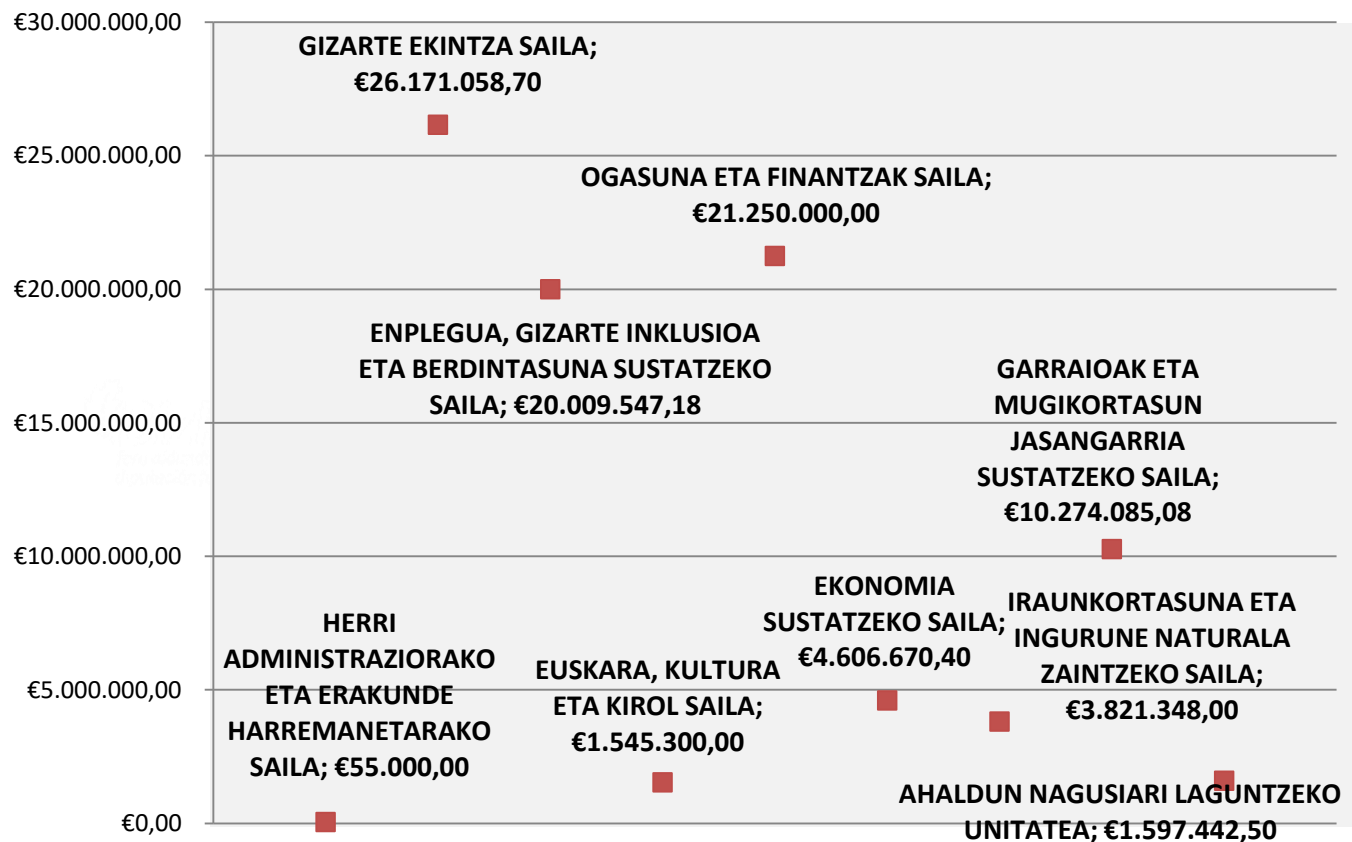 €30.000.000,00
€25.000.000,00
€20.000.000,00
€15.000.000,00
€10.000.000,00
€5.000.000,00
€0,00
GIZARTE EKINTZA SAILA;
€26.171.058,70
OGASUNA ETA FINANTZAK SAILA;
€21.250.000,00
ENPLEGUA, GIZARTE INKLUSIOA
ETA BERDINTASUNA SUSTATZEKO
SAILA; €20.009.547,18
GARRAIOAK ETA
MUGIKORTASUN
JASANGARRIA
SUSTATZEKO SAILA;
€10.274.085,08
HERRI
ADMINISTRAZIORAKO
ETA ERAKUNDE
HARREMANETARAKO
SAILA; €55.000,00
EUSKARA, KULTURA
ETA KIROL SAILA;
€1.545.300,00
EKONOMIA
SUSTATZEKO SAILA;
€4.606.670,40
IRAUNKORTASUNA ETA
INGURUNE NATURALA
ZAINTZEKO SAILA;
€3.821.348,00
AHALDUN NAGUSIARI LAGUNTZEKO
UNITATEA; €1.597.442,50